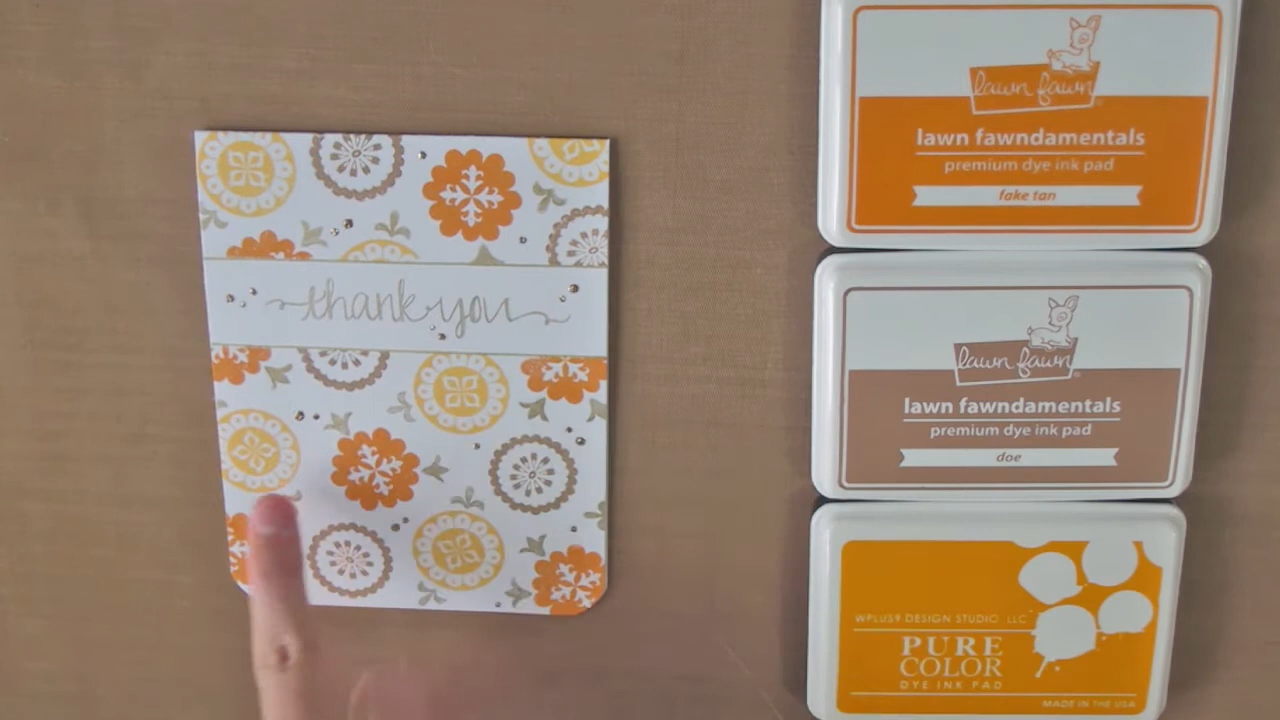 thank you
lawn fawn
lawn fawndamentals
premium dye ink pad
fake tan
lawn fawn
lawn fawndamentals
premium dye ink pad
doe
WPLUS9 DESIGN STUDIO LLC
PURE
COLOR
DYE INK PAD
MADE IN THE USA